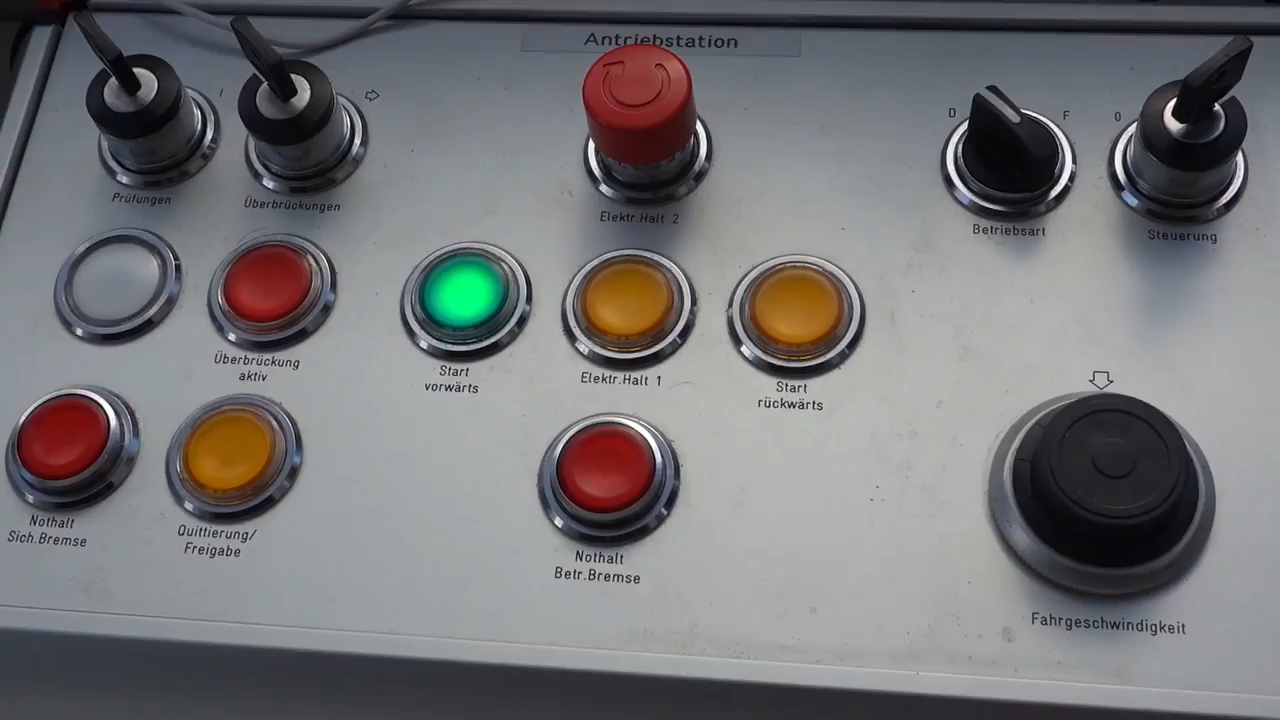 Antriebstation
D
F
0
Prüfungen
Überbrückungen
Elektr.Halt 2
Betriebsart
Steuerung
Überbrückung
aktiv
Start
vorwärts
Elektr.Halt 1
Start
rückwärts
Nothalt
Sich.Bremse
Quittierung/
Freigabe
Nothalt
Betr.Bremse
Fahrgeschwindigkeit